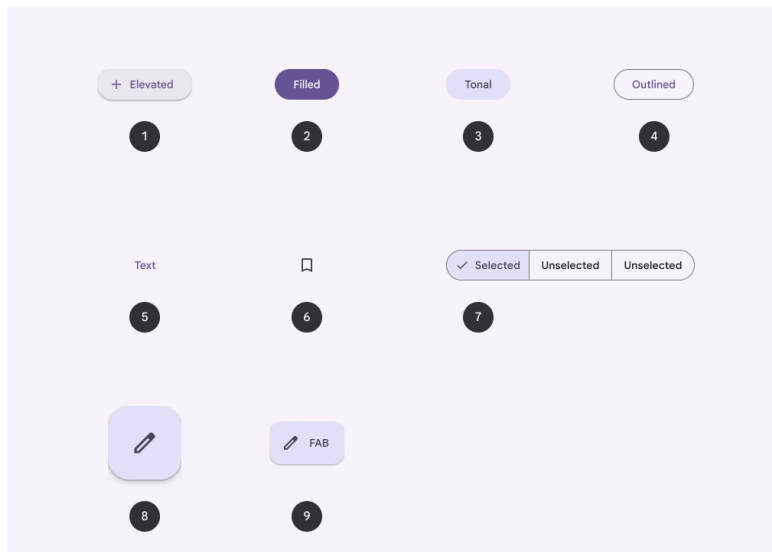 + Elevated
Filled
Tonal
Outlined
1
2
3
4
Text
Selected
Unselected
Unselected
5
6
7
FAB
8
9